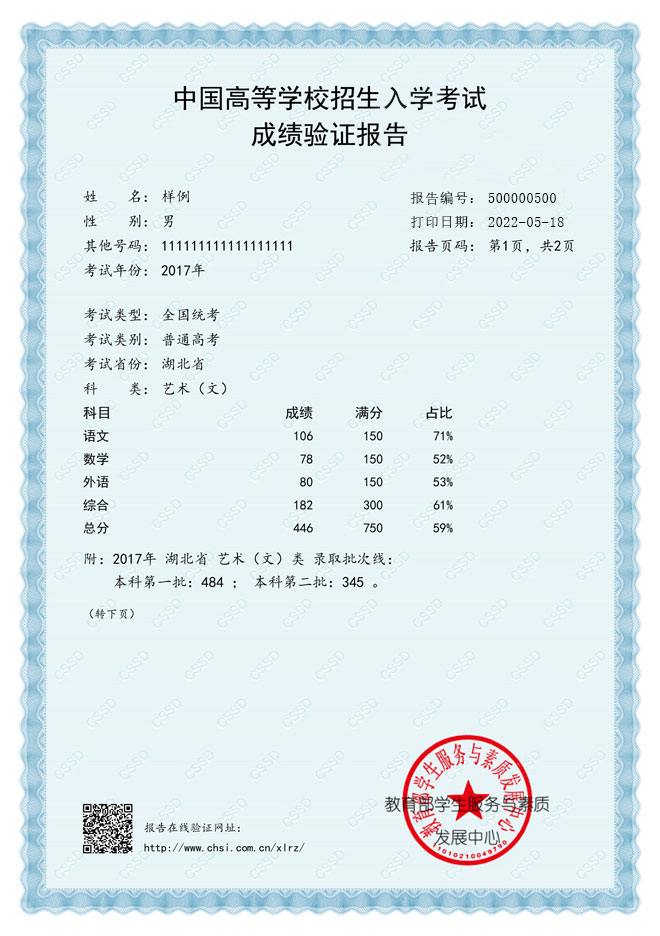 中国高等学校招生入学考试
成绩验证报告
姓 名： 样例 报告编号： 500000500
性 别： 男 打印日期： 2022-05-18
其他号码： 111111111111111111 报告页码： 第1页，共2页
考试年份： 2017年
考试类型： 全国统考
考试类别： 普通高考
考试省份： 湖北省
科 类： 艺术（文）
科目 成绩 满分 占比
语文 106 150 71%
数学 78 150 52%
外语 80 150 53%
综合 182 300 61%
总分 446 750 59%
附：2017年 湖北省 艺术（文）类 录取批次线：
本科第一批：484 ； 本科第二批：345 。
（转下页）
教育部学生服务与素质发展中心
教育部学生服务与素质
发展中心
1010210049790
报告在线验证网址：
http://www.chsi.com.cn/xlrz/
GSSD